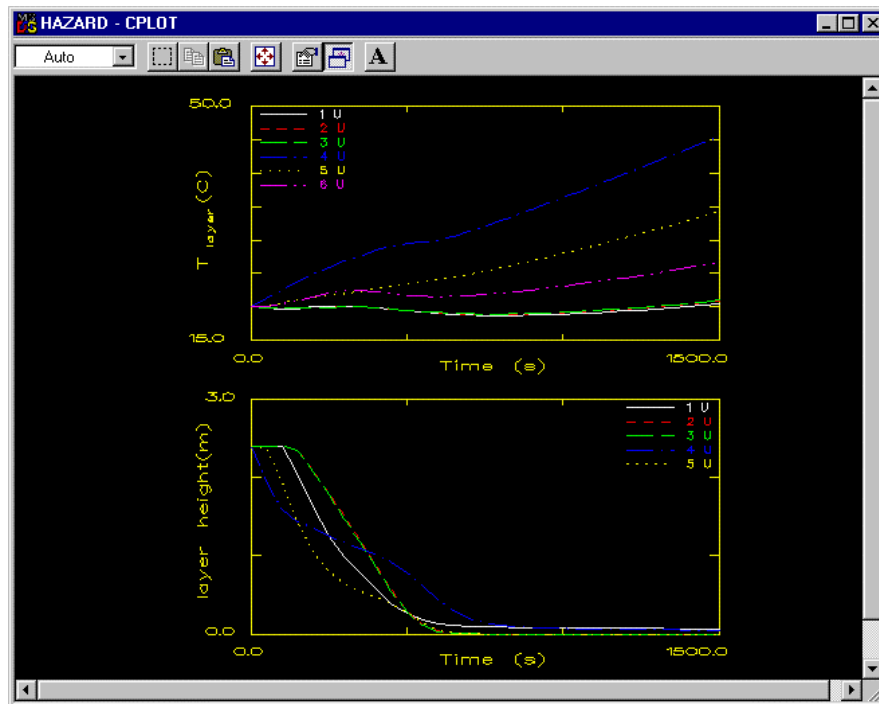 HAZARD - CPLOT
Auto
A
50.0
1 U
2 U
3 U
4 U
5 U
6 U
T layer (C)
15.0
0.0
Time (s)
1500.0
3.0
1 U
2 U
3 U
4 U
5 U
layer height(m)
0.0
0.0
Time (s)
1500.0